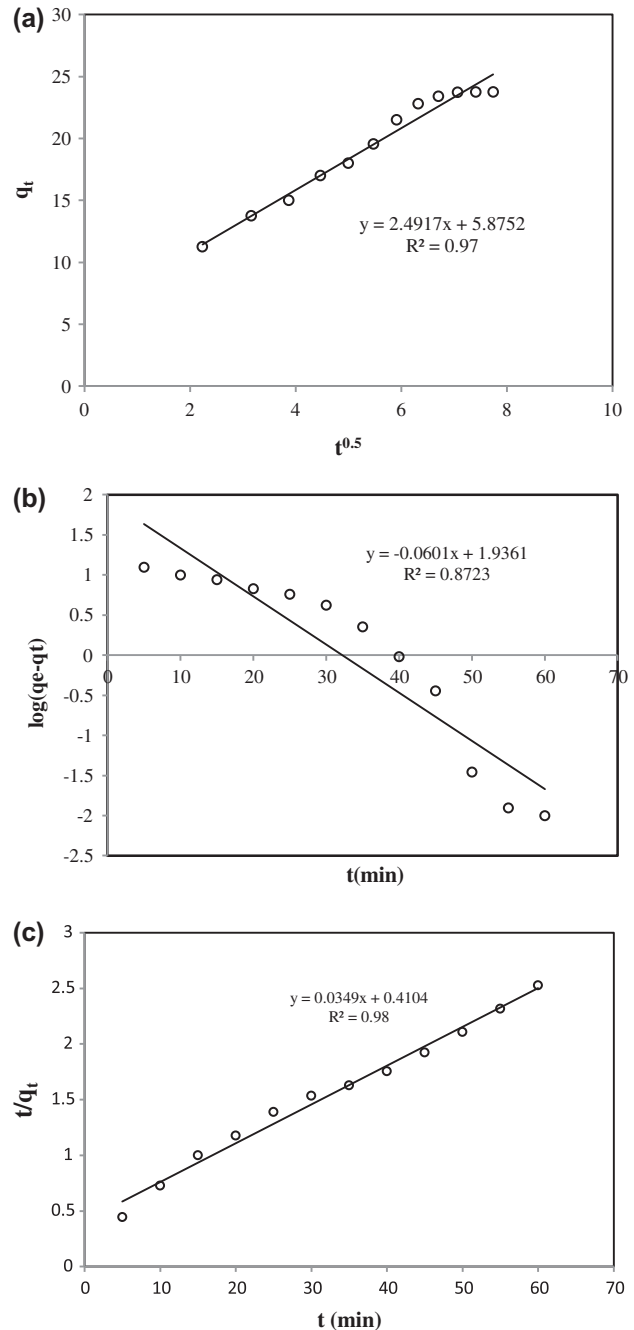 (a)
30
25
20
15
10
5
0
qt
y = 2.4917x + 5.8752
R² = 0.97
0 2 4 6 8 10
t0.5
(b)
2
1.5
1
0.5
0
-0.5
-1
-1.5
-2
-2.5
log(qe-qt)
y = -0.0601x + 1.9361
R² = 0.8723
0 10 20 30 40 50 60 70
t(min)
(c)
3
2.5
2
1.5
1
0.5
0
t/qt
y = 0.0349x + 0.4104
R² = 0.98
0 10 20 30 40 50 60 70
t (min)